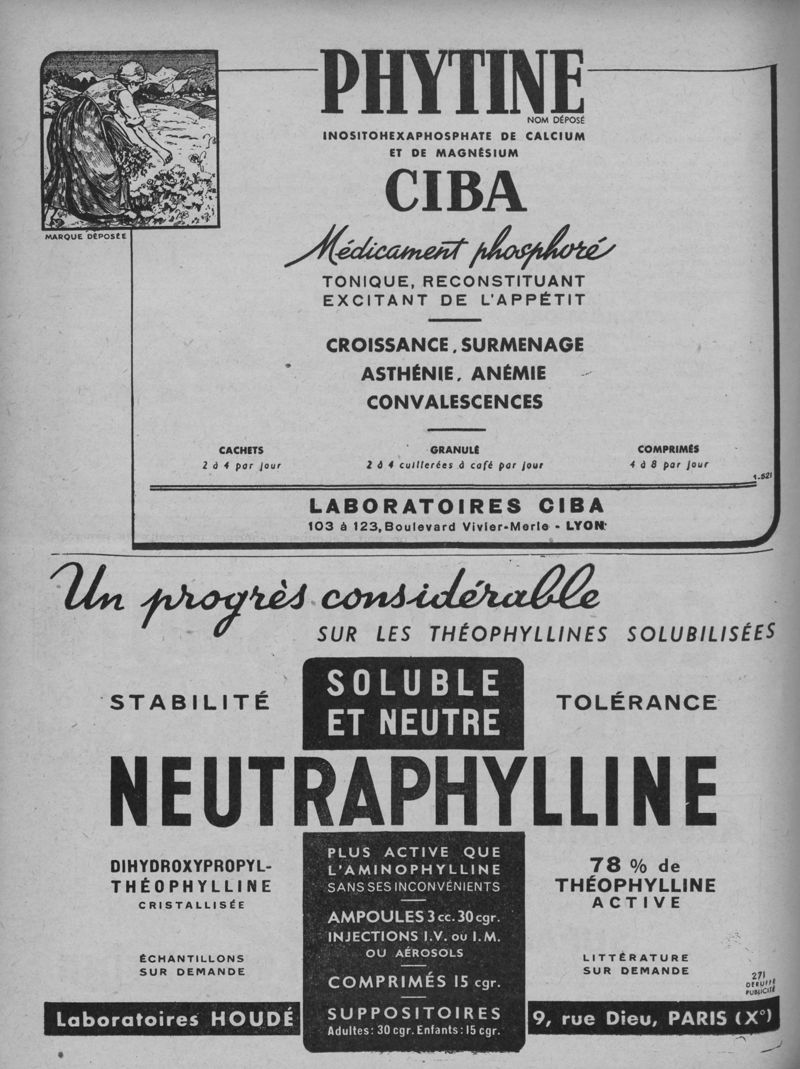 PHYTINE
NOM DÉPOSÉ
INOSITOHEXAPHOSPHATE DE CALCIUM
ET DE MAGNÉSIUM
CIBA
MARQUE DÉPOSÉE
Médicament phosphoré
TONIQUE, RECONSTITUANT
EXCITANT DE L'APPÉTIT
CROISSANCE, SURMENAGE
ASTHÉNIE, ANÉMIE
CONVALESCENCES
CACHETS
2 à 4 par jour
GRANULÉ
2 à 4 cuillerées à café par jour
COMPRIMÉS
4 à 8 par jour
1.521
LABORATOIRES CIBA
103 à 123, Boulevard Vivier-Merle - LYON
Un progrès considérable
SUR LES THÉOPHYLLINES SOLUBILISÉES
STABILITÉ
SOLUBLE
ET NEUTRE
TOLÉRANCE
NEUTRAPHYLLINE
DIHYDROXYPROPYL-
THÉOPHYLLINE
CRISTALLISÉE
ÉCHANTILLONS
SUR DEMANDE
PLUS ACTIVE QUE
L'AMINOPHYLLINE
SANS SES INCONVÉNIENTS
AMPOULES 3 cc. 30 cgr.
INJECTIONS I.V. ou I.M.
OU AÉROSOLS
COMPRIMÉS 15 cgr.
SUPPOSITOIRES
Adultes: 30 cgr. Enfants: 15 cgr.
78 % de
THÉOPHYLLINE
ACTIVE
LITTÉRATURE
SUR DEMANDE
271
DERUFFE
PUBLICITÉ
Laboratoires HOUDÉ
9, rue Dieu, PARIS (X°)